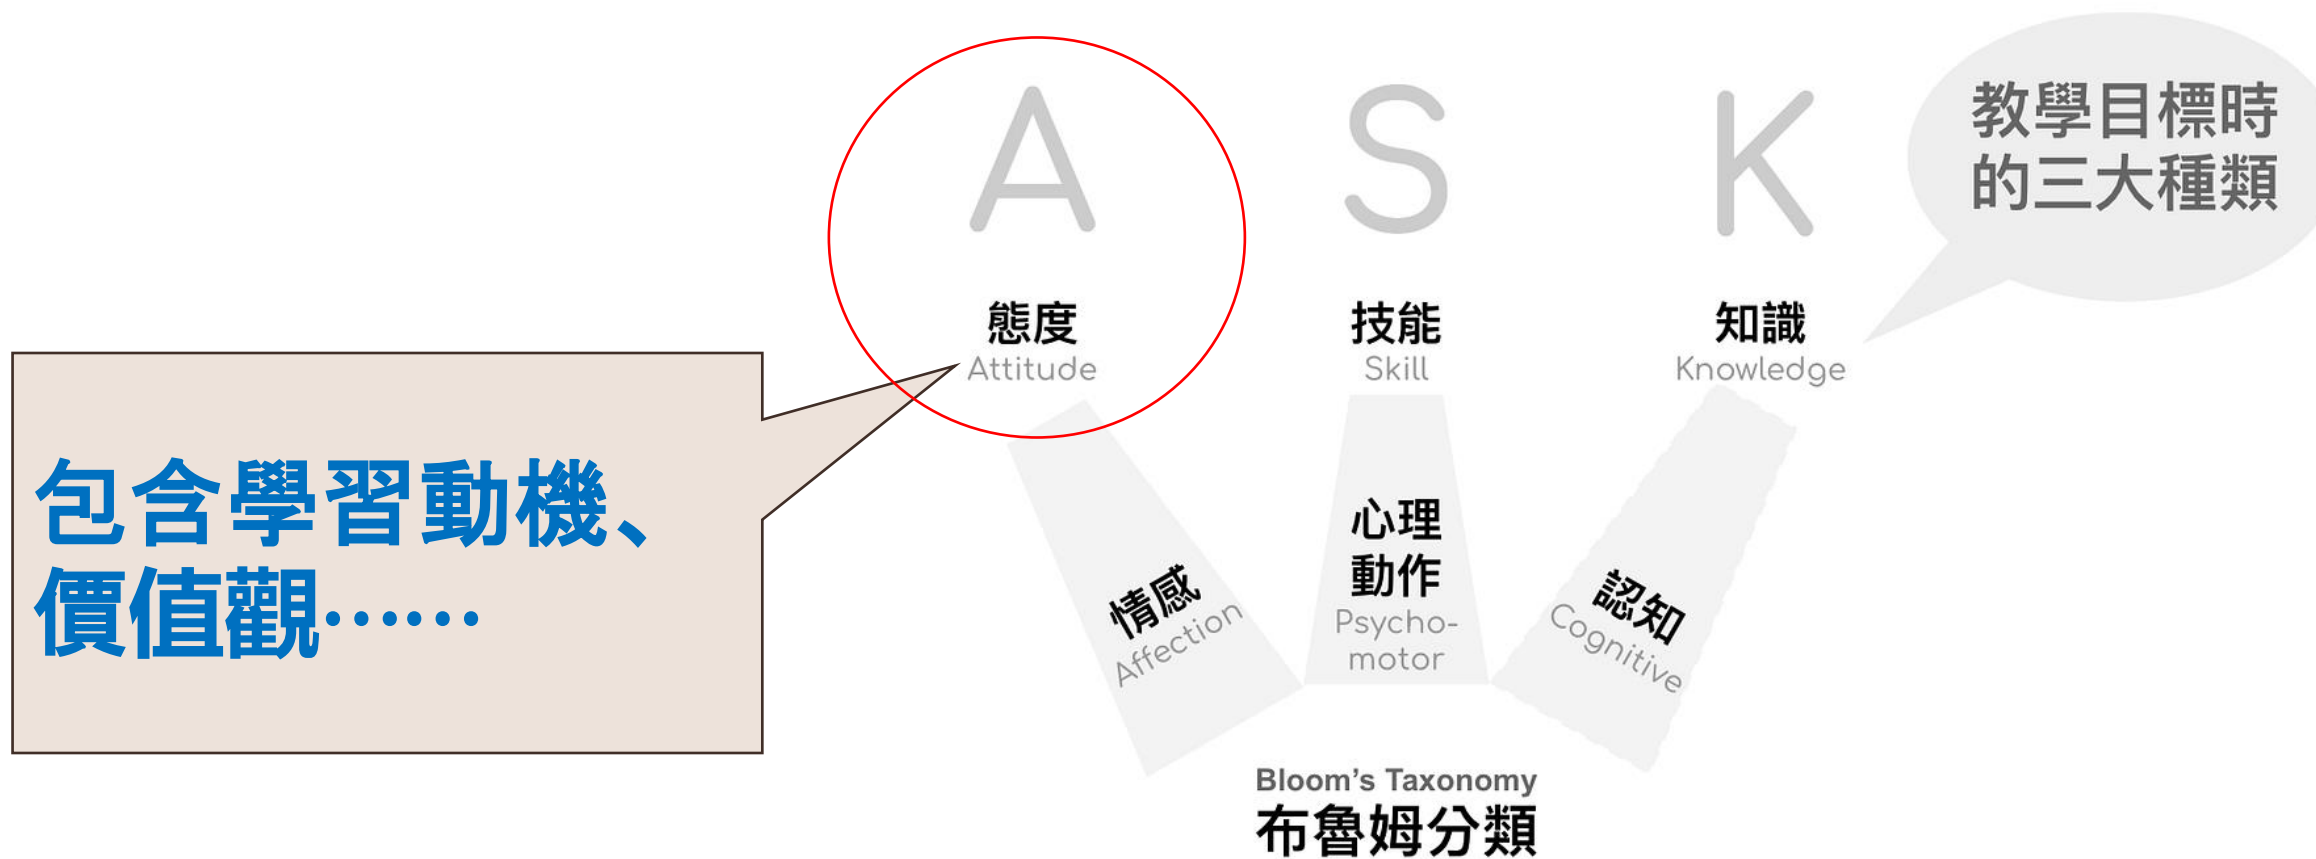 A
S
K
教學目標時
的三大種類
態度
Attitude
技能
Skill
知識
Knowledge
包含學習動機、
價值觀……
情感
Affection
心理
動作
Psycho-
motor
認知
Cognitive
Bloom's Taxonomy
布魯姆分類